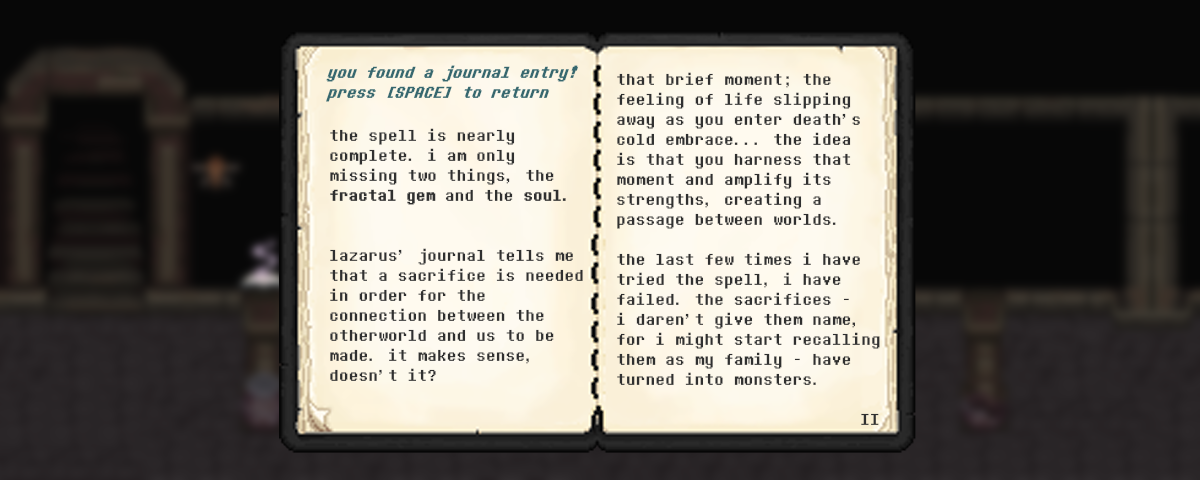 you found a journal entry!
press [SPACE] to return
the spell is nearly
complete. i am only
missing two things, the
fractal gem and the soul.
lazarus' journal tells me
that a sacrifice is needed
in order for the
connection between the
otherworld and us to be
made. it makes sense,
doesn't it?
that brief moment; the
feeling of life slipping
away as you enter death's
cold embrace... the idea
is that you harness that
moment and amplify its
strengths, creating a
passage between worlds.
the last few times i have
tried the spell, i have
failed. the sacrifices -
i daren't give them name,
for i might start recalling
them as my family - have
turned into monsters.
II